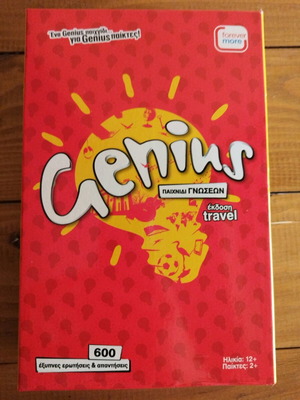 Ένα Genius παιχνίδι...
για Genius παίκτες!
forever
more
Genius
ΠΑΙΧΝΙΔΙ ΓΝΩΣΕΩΝ
έκδοση
travel
600
έξυπνες ερωτήσεις & απαντήσεις
Ηλικία: 12+
Παίκτες: 2+